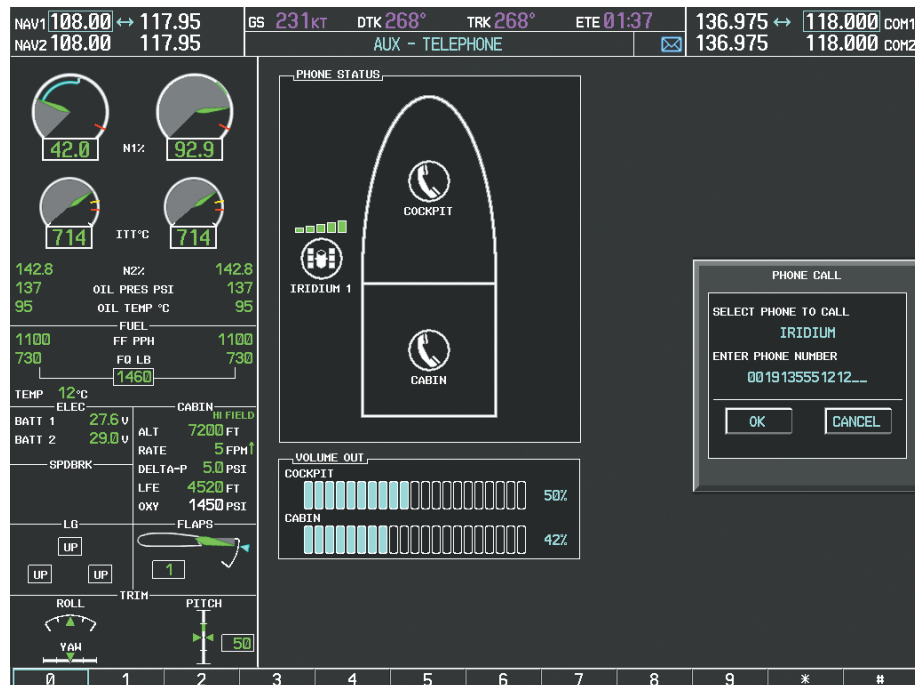 NAV1 108.00 ↔ 117.95 GS 231KT DTK 268° TRK 268° ETE 01:37 136.975 ↔ 118.000 COM1
NAV2 108.00 117.95 AUX - TELEPHONE 136.975 118.000 COM2
42.0 N1% 92.9
714 ITT°C 714
142.8 N2% 142.8
137 OIL PRES PSI 137
95 OIL TEMP °C 95
FUEL
1100 FF PPH 1100
730 FQ LB 730
1460
TEMP 12°C
ELEC
BATT 1 27.6 V
BATT 2 29.0 V
SPDBRK
CABIN
HI FIELD
ALT 7200 FT
RATE 5 FPM↑
DELTA-P 5.0 PSI
LFE 4520 FT
OXY 1450 PSI
LG
UP
UP UP
FLAPS
1
TRIM
ROLL
YAW
PITCH
50
PHONE STATUS
COCKPIT
IRIDIUM 1
CABIN
VOLUME OUT
COCKPIT
50%
CABIN
42%
PHONE CALL
SELECT PHONE TO CALL
IRIDIUM
ENTER PHONE NUMBER
0019135551212__
OK CANCEL
0 1 2 3 4 5 6 7 8 9 * #